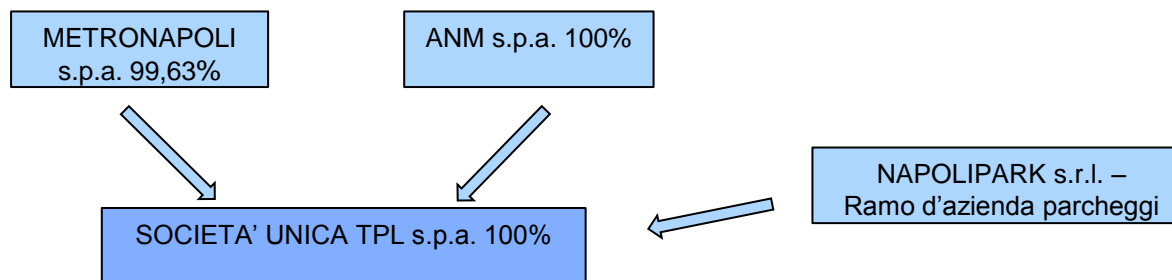 METRONAPOLI
s.p.a. 99,63%
ANM s.p.a. 100%
NAPOLIPARK s.r.l. –
Ramo d'azienda parcheggi
SOCIETA' UNICA TPL s.p.a. 100%